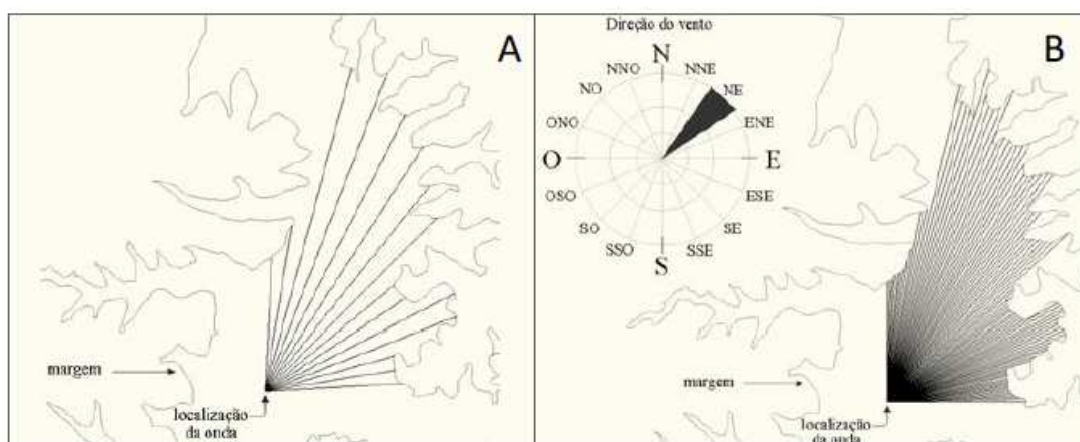 A
margem
localização
da onda
Direção do vento
B
N
NNO
NNE
NO
NE
ONO
ENE
O
E
OSO
ESE
SO
SE
SSO
SSE
S
margem
localização
da onda